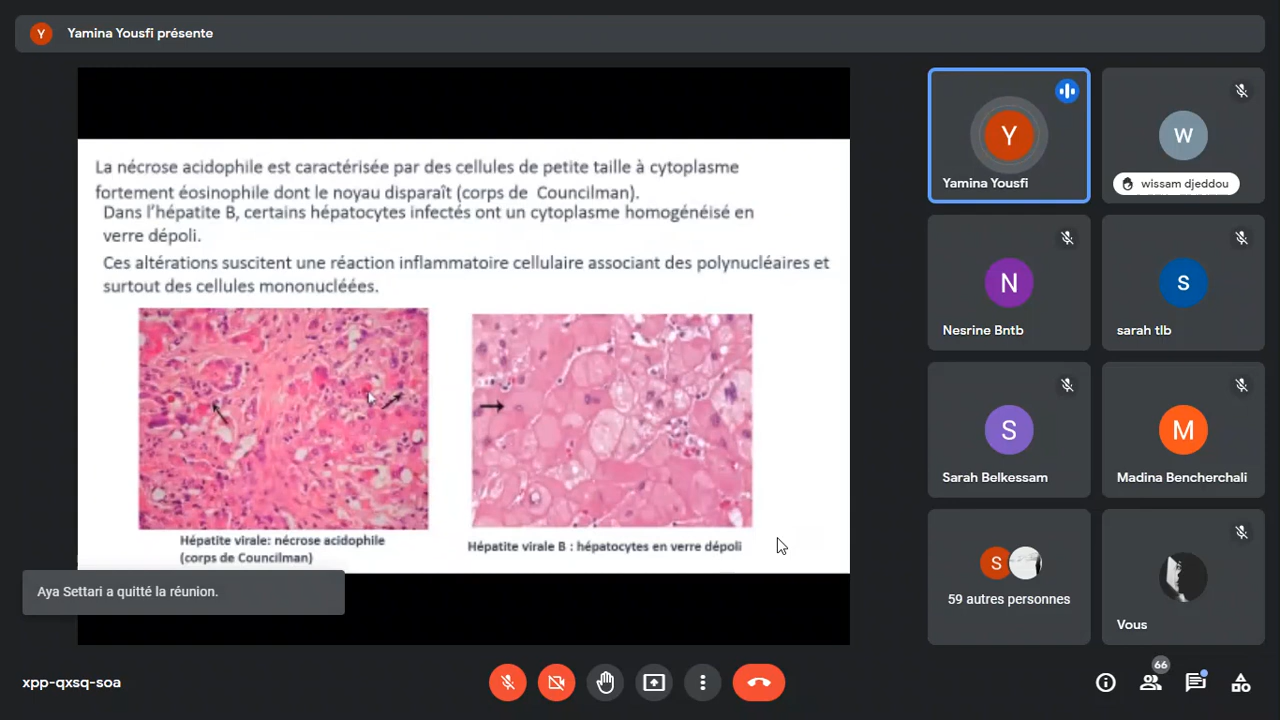 Y
Yamina Yousfi présente
La nécrose acidophile est caractérisée par des cellules de petite taille à cytoplasme
fortement éosinophile dont le noyau disparaît (corps de Councilman).
Dans l'hépatite B, certains hépatocytes infectés ont un cytoplasme homogénéisé en
verre dépoli.
Ces altérations suscitent une réaction inflammatoire cellulaire associant des polynucléaires et
surtout des cellules mononucléées.
Hépatite virale: nécrose acidophile
(corps de Councilman)
Hépatite virale B : hépatocytes en verre dépoli
Aya Settari a quitté la réunion.
Y
Yamina Yousfi
W
wissam djeddou
N
Nesrine Bntb
s
sarah tlb
S
Sarah Belkessam
M
Madina Bencherchali
S
59 autres personnes
Vous
xpp-qxsq-soa
66